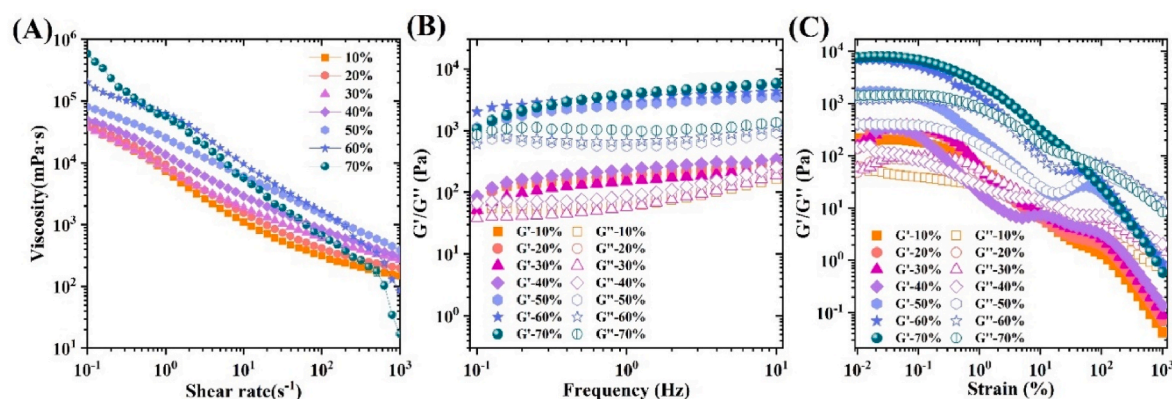 (A)
10⁶
10⁵
10⁴
10³
10²
10¹
Viscosity(mPa·s)
10⁻¹ 10⁰ 10¹ 10² 10³
Shear rate(s⁻¹)
10%
20%
30%
40%
50%
60%
70%
(B)
10⁴
10³
10²
10¹
10⁰
G'/G'' (Pa)
10⁻¹ 10⁰ 10¹
Frequency (Hz)
G'-10% G''-10%
G'-20% G''-20%
G'-30% G''-30%
G'-40% G''-40%
G'-50% G''-50%
G'-60% G''-60%
G'-70% G''-70%
(C)
10⁴
10³
10²
10¹
10⁰
10⁻¹
G'/G'' (Pa)
10⁻² 10⁻¹ 10⁰ 10¹ 10² 10³
Strain (%)
G'-10% G''-10%
G'-20% G''-20%
G'-30% G''-30%
G'-40% G''-40%
G'-50% G''-50%
G'-60% G''-60%
G'-70% G''-70%